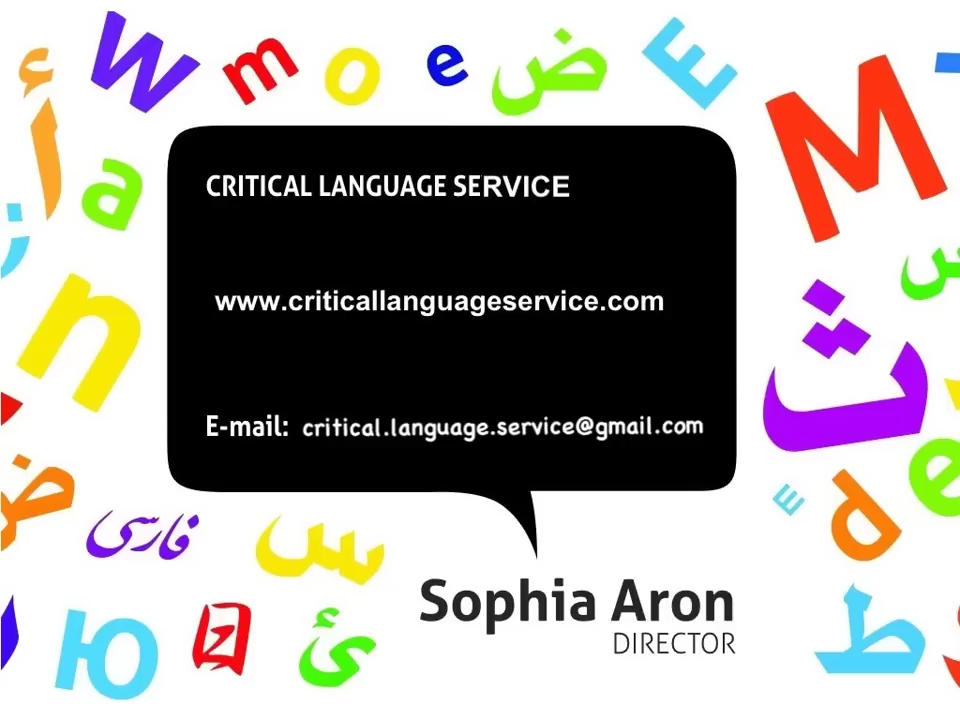 أ W m o e ض E M
a
ن
n
ث
ض فارسی س
E p e
Ю ئ ط
CRITICAL LANGUAGE SERVICE
www.criticallanguageservice.com
E-mail: critical.language.service@gmail.com
Sophia Aron
DIRECTOR